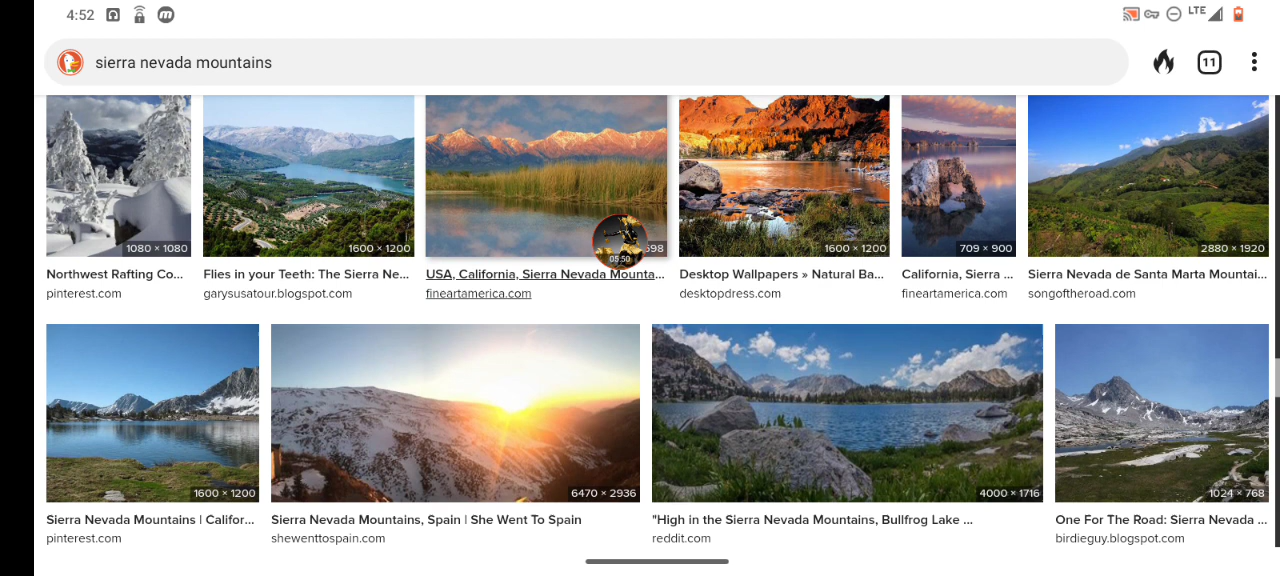 4:52
LTE
sierra nevada mountains
11
1080 × 1080
1600 × 1200
698
05:50
1600 × 1200
709 × 900
2880 × 1920
Northwest Rafting Co...
Flies in your Teeth: The Sierra Ne...
USA, California, Sierra Nevada Mounta...
Desktop Wallpapers » Natural Ba...
California, Sierra ...
Sierra Nevada de Santa Marta Mountai...
pinterest.com
garysusatour.blogspot.com
fineartamerica.com
desktopdress.com
fineartamerica.com
songoftheroad.com
1600 × 1200
6470 × 2936
4000 × 1716
1024 × 768
Sierra Nevada Mountains | Califor...
Sierra Nevada Mountains, Spain | She Went To Spain
"High in the Sierra Nevada Mountains, Bullfrog Lake ...
One For The Road: Sierra Nevada ...
pinterest.com
shewenttospain.com
reddit.com
birdieguy.blogspot.com